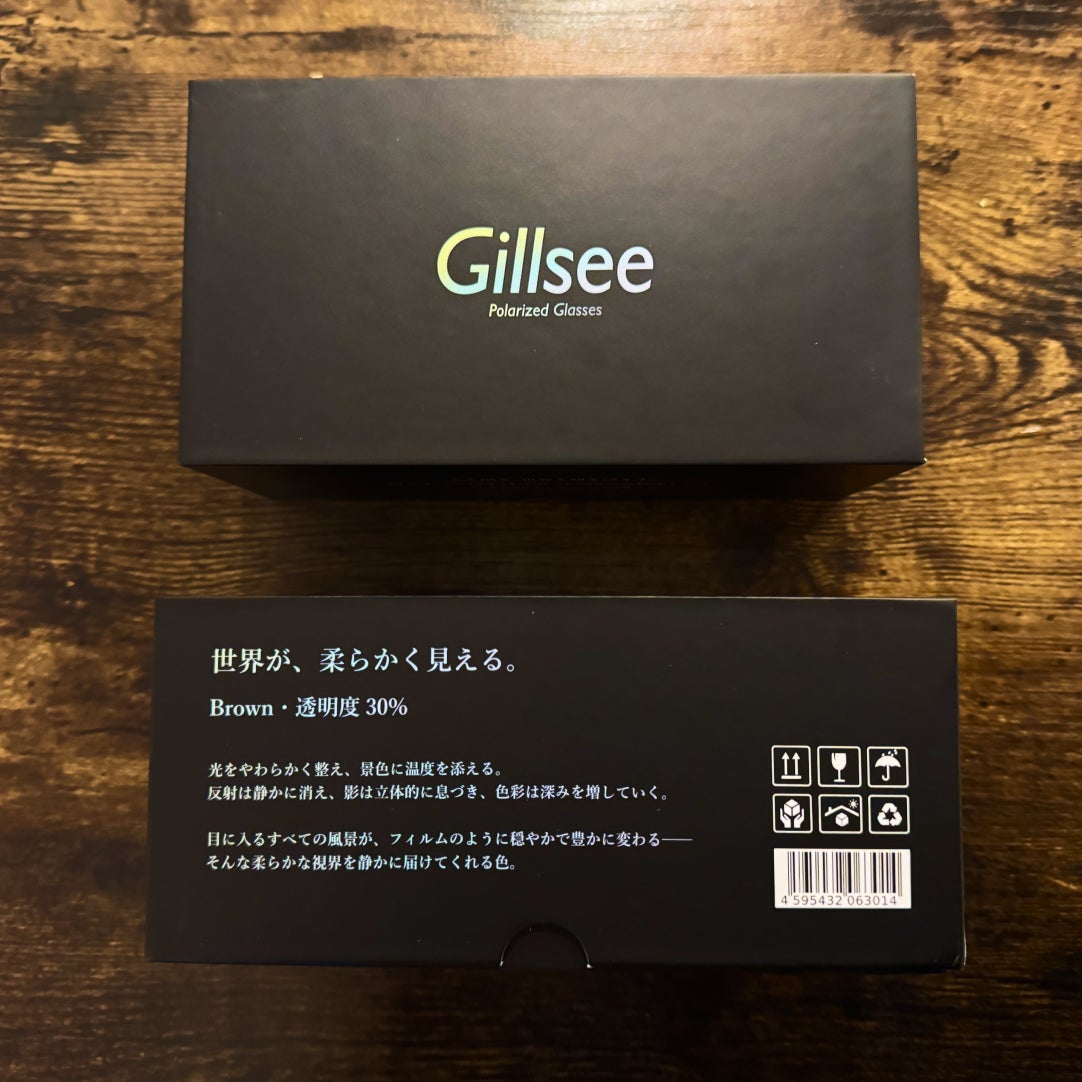 Gillsee
Polarized Glasses
世界が、柔らかく見える。
Brown・透明度 30%
光をやわらかく整え、景色に温度を添える。
反射は静かに消え、影は立体的に息づき、色彩は深みを増していく。
目に入るすべての風景が、フィルムのように穏やかで豊かに変わる——
そんな柔らかな視界を静かに届けてくれる色。
4 595432 063014